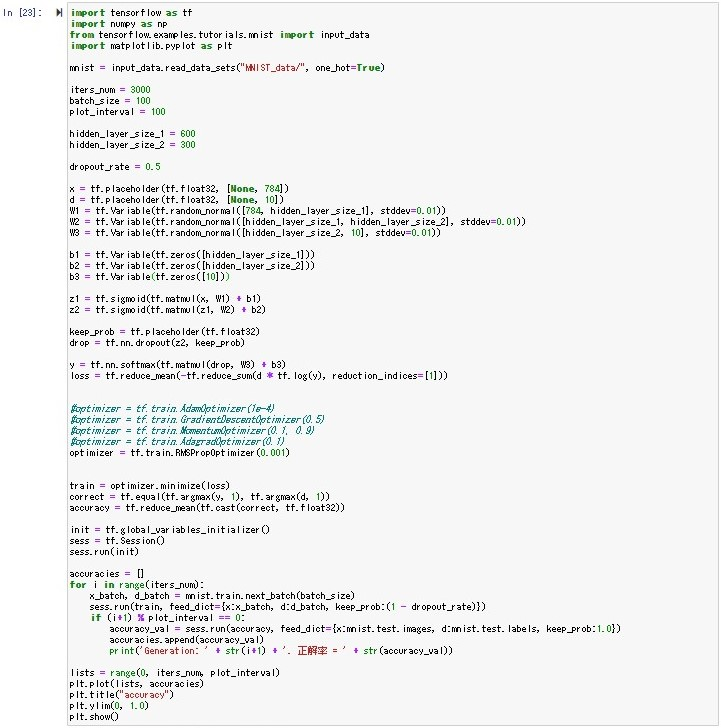 In [23]:
import tensorflow as tf
import numpy as np
from tensorflow.examples.tutorials.mnist import input_data
import matplotlib.pyplot as plt
mnist = input_data.read_data_sets("MNIST_data/", one_hot=True)
iters_num = 3000
batch_size = 100
plot_interval = 100
hidden_layer_size_1 = 600
hidden_layer_size_2 = 300
dropout_rate = 0.5
x = tf.placeholder(tf.float32, [None, 784])
d = tf.placeholder(tf.float32, [None, 10])
W1 = tf.Variable(tf.random_normal([784, hidden_layer_size_1], stddev=0.01))
W2 = tf.Variable(tf.random_normal([hidden_layer_size_1, hidden_layer_size_2], stddev=0.01))
W3 = tf.Variable(tf.random_normal([hidden_layer_size_2, 10], stddev=0.01))
b1 = tf.Variable(tf.zeros([hidden_layer_size_1]))
b2 = tf.Variable(tf.zeros([hidden_layer_size_2]))
b3 = tf.Variable(tf.zeros([10]))
z1 = tf.sigmoid(tf.matmul(x, W1) + b1)
z2 = tf.sigmoid(tf.matmul(z1, W2) + b2)
keep_prob = tf.placeholder(tf.float32)
drop = tf.nn.dropout(z2, keep_prob)
y = tf.nn.softmax(tf.matmul(drop, W3) + b3)
loss = tf.reduce_mean(-tf.reduce_sum(d * tf.log(y), reduction_indices=[1]))
#optimizer = tf.train.AdamOptimizer(1e-4)
#optimizer = tf.train.GradientDescentOptimizer(0.5)
#optimizer = tf.train.MomentumOptimizer(0.1, 0.9)
#optimizer = tf.train.AdagradOptimizer(0.1)
optimizer = tf.train.RMSPropOptimizer(0.001)
train = optimizer.minimize(loss)
correct = tf.equal(tf.argmax(y, 1), tf.argmax(d, 1))
accuracy = tf.reduce_mean(tf.cast(correct, tf.float32))
init = tf.global_variables_initializer()
sess = tf.Session()
sess.run(init)
accuracies = []
for i in range(iters_num):
    x_batch, d_batch = mnist.train.next_batch(batch_size)
    sess.run(train, feed_dict={x:x_batch, d:d_batch, keep_prob:(1 - dropout_rate)})
    if (i+1) % plot_interval == 0:
        accuracy_val = sess.run(accuracy, feed_dict={x:mnist.test.images, d:mnist.test.labels, keep_prob:1.0})
        accuracies.append(accuracy_val)
        print('Generation: ' + str(i+1) + '. 正解率 = ' + str(accuracy_val))
lists = range(0, iters_num, plot_interval)
plt.plot(lists, accuracies)
plt.title("accuracy")
plt.ylim(0, 1.0)
plt.show()